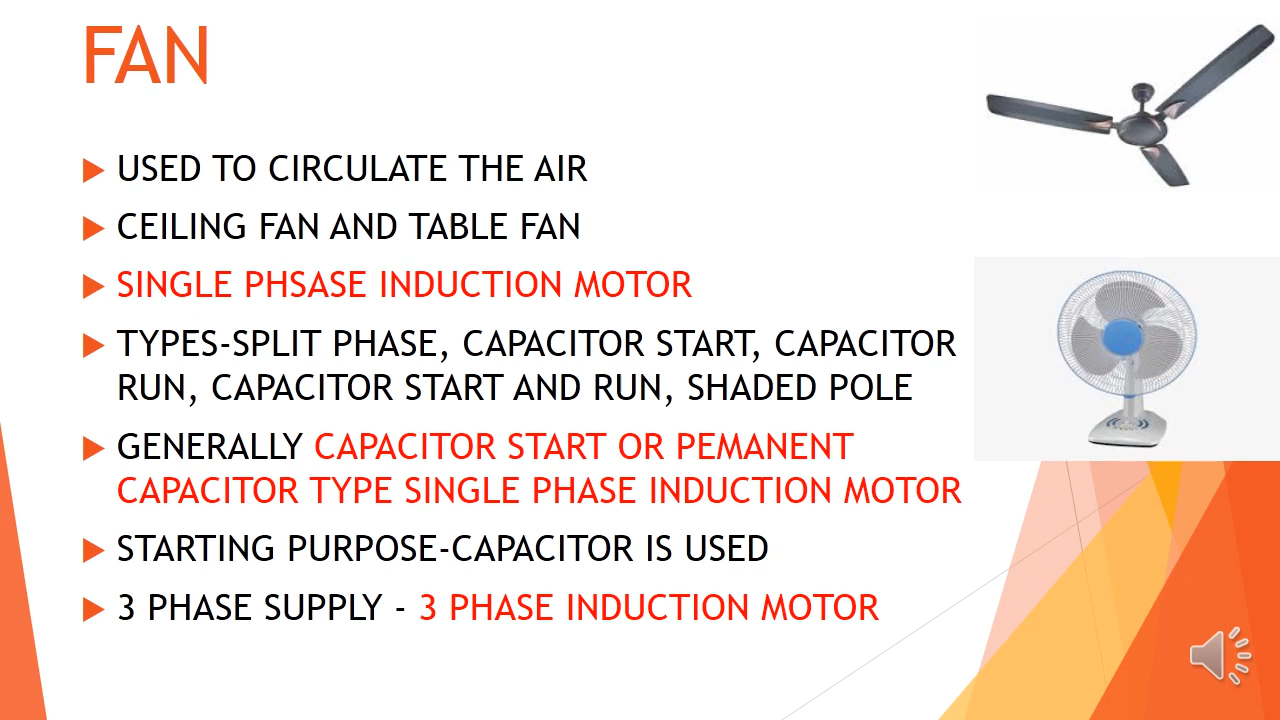 FAN
USED TO CIRCULATE THE AIR
CEILING FAN AND TABLE FAN
SINGLE PHSASE INDUCTION MOTOR
TYPES-SPLIT PHASE, CAPACITOR START, CAPACITOR
RUN, CAPACITOR START AND RUN, SHADED POLE
GENERALLY CAPACITOR START OR PEMANENT
CAPACITOR TYPE SINGLE PHASE INDUCTION MOTOR
STARTING PURPOSE-CAPACITOR IS USED
3 PHASE SUPPLY - 3 PHASE INDUCTION MOTOR